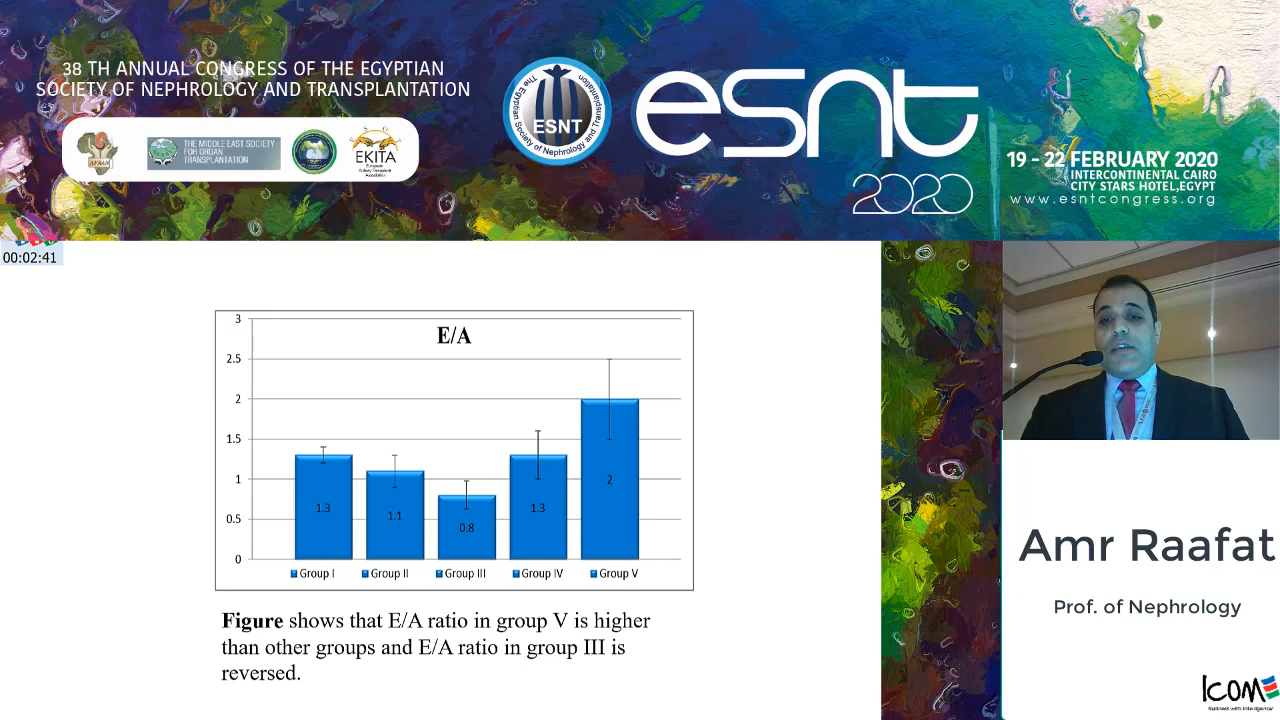 38 TH ANNUAL CONGRESS OF THE EGYPTIAN
SOCIETY OF NEPHROLOGY AND TRANSPLANTATION
AFRAN
THE MIDDLE EAST SOCIETY
FOR ORGAN
TRANSPLANTATION
EKITA
The Egyptian Society of Nephrology and Transplantation
ESNT
esnt
2020
19 - 22 FEBRUARY 2020
INTERCONTINENTAL CAIRO
CITY STARS HOTEL,EGYPT
www.esntcongress.org
00:02:41
E/A
3
2.5
2
1.5
1
0.5
0
1.3
1.1
0.8
1.3
2
Group I
Group II
Group III
Group IV
Group V
Figure shows that E/A ratio in group V is higher
than other groups and E/A ratio in group III is
reversed.
Amr Raafat
Prof. of Nephrology
ICOM